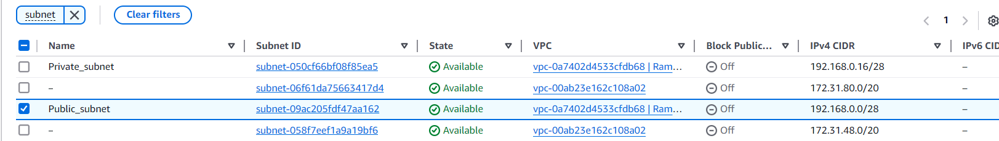 subnet Clear filters
1
Name Subnet ID State VPC Block Public... IPv4 CIDR IPv6 CID
Private_subnet subnet-050cf66bf08f85ea5 Available vpc-0a7402d4533cfdb68 | Ram... Off 192.168.0.16/28 –
– subnet-06f61da75663417d4 Available vpc-00ab23e162c108a02 Off 172.31.80.0/20 –
Public_subnet subnet-09ac205fdf47aa162 Available vpc-0a7402d4533cfdb68 | Ram... Off 192.168.0.0/28 –
– subnet-058f7eef1a9a19bf6 Available vpc-00ab23e162c108a02 Off 172.31.48.0/20 –